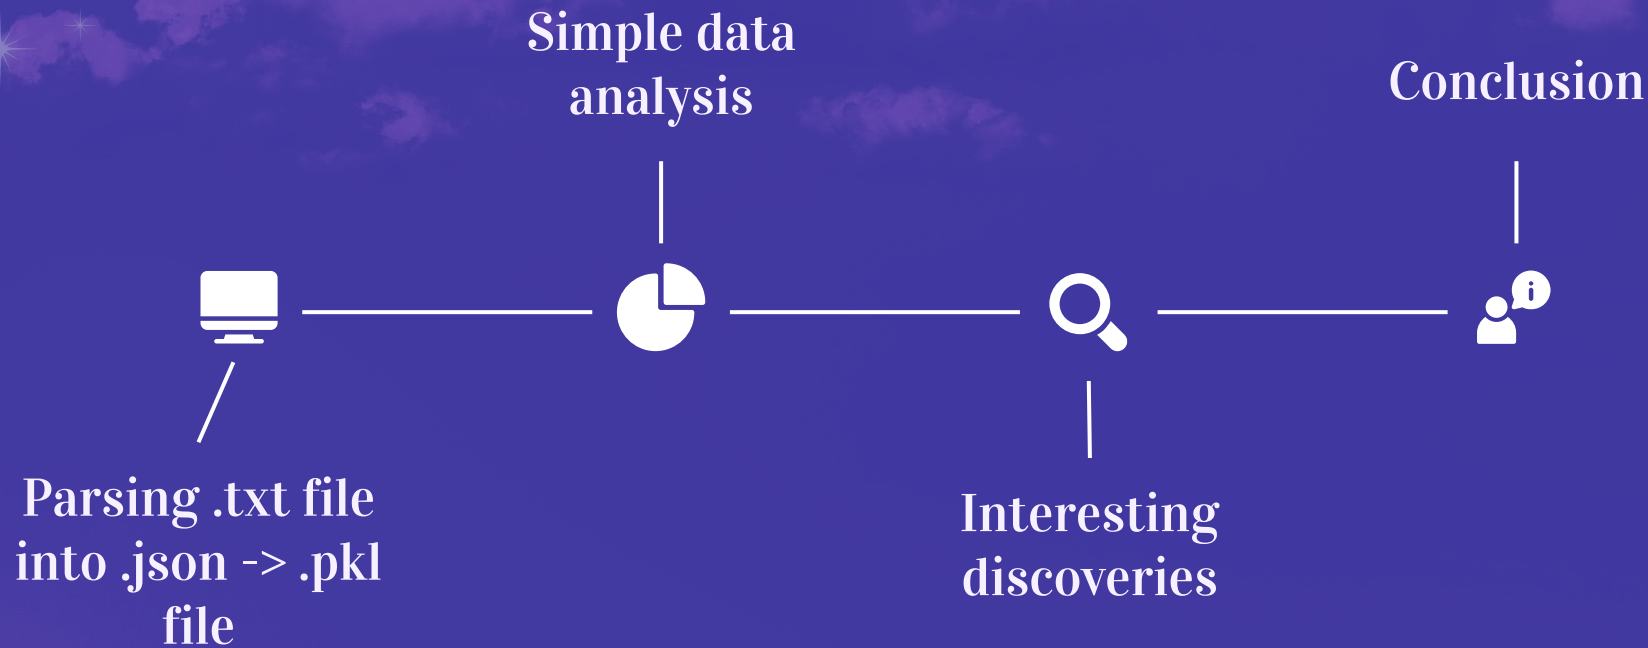 Simple data
analysis
Conclusion
Parsing .txt file
into .json -> .pkl
file
Interesting
discoveries